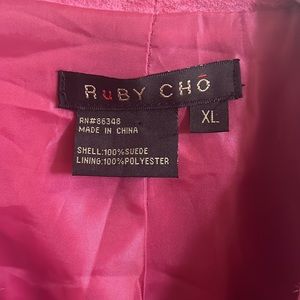 RuBY CHŌ
XL
RN#86348
MADE IN CHINA
SHELL:100%SUEDE
LINING:100%POLYESTER